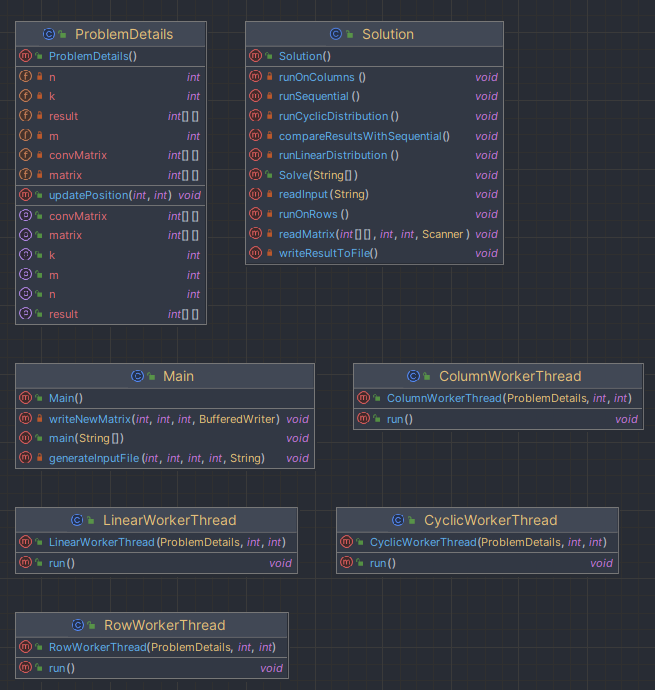 ProblemDetails
ProblemDetails()
n int
k int
result int[][]
m int
convMatrix int[][]
matrix int[][]
updatePosition(int, int) void
convMatrix int[][]
matrix int[][]
k int
m int
n int
result int[][]
Solution
Solution()
runOnColumns () void
runSequential () void
runCyclicDistribution () void
compareResultsWithSequential() void
runLinearDistribution () void
Solve(String[]) void
readInput(String) void
runOnRows () void
readMatrix(int[][], int, int, Scanner ) void
writeResultToFile() void
Main
Main()
writeNewMatrix(int, int, int, BufferedWriter) void
main(String[]) void
generateInputFile (int, int, int, int, String) void
ColumnWorkerThread
ColumnWorkerThread(ProblemDetails, int, int)
run() void
LinearWorkerThread
LinearWorkerThread(ProblemDetails, int, int)
run() void
CyclicWorkerThread
CyclicWorkerThread(ProblemDetails, int, int)
run() void
RowWorkerThread
RowWorkerThread(ProblemDetails, int, int)
run() void